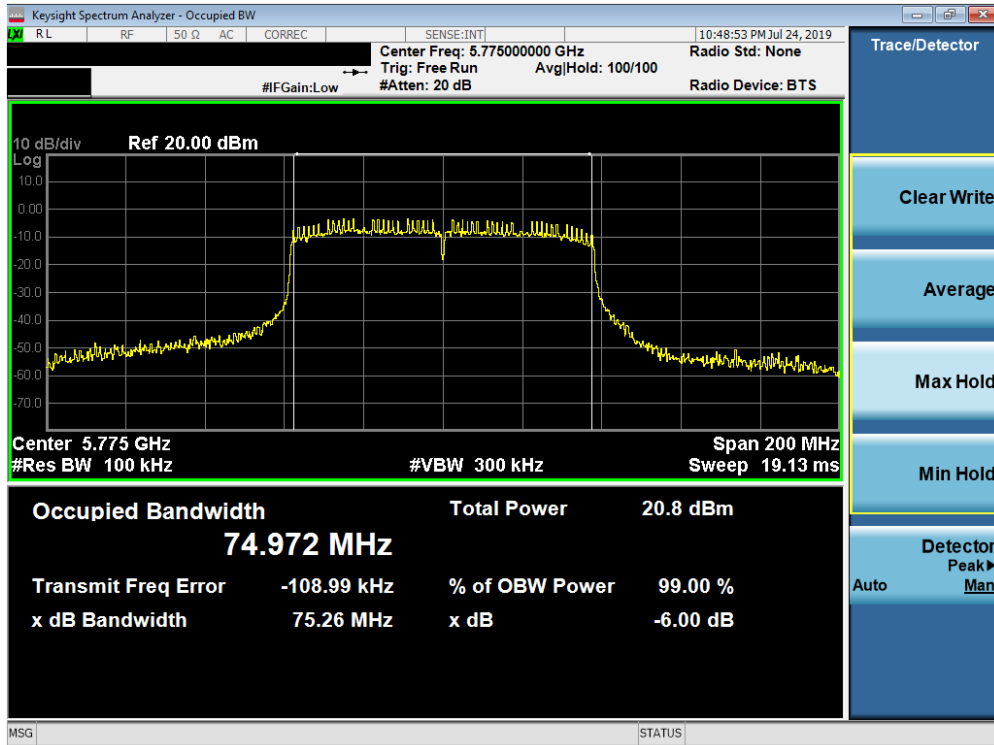 Keysight Spectrum Analyzer - Occupied BW
LXI RL RF 50 Ω AC CORREC SENSE:INT 10:48:53 PM Jul 24, 2019
Center Freq: 5.775000000 GHz Radio Std: None
Trig: Free Run Avg|Hold: 100/100
#IFGain:Low #Atten: 20 dB Radio Device: BTS
10 dB/div Ref 20.00 dBm
Log
10.0
0.00
-10.0
-20.0
-30.0
-40.0
-50.0
-60.0
-70.0
Center 5.775 GHz Span 200 MHz
#Res BW 100 kHz #VBW 300 kHz Sweep 19.13 ms
Occupied Bandwidth Total Power 20.8 dBm
74.972 MHz
Transmit Freq Error -108.99 kHz % of OBW Power 99.00 %
x dB Bandwidth 75.26 MHz x dB -6.00 dB
MSG STATUS
Trace/Detector
Clear Write
Average
Max Hold
Min Hold
Detector
Peak▶
Auto Man